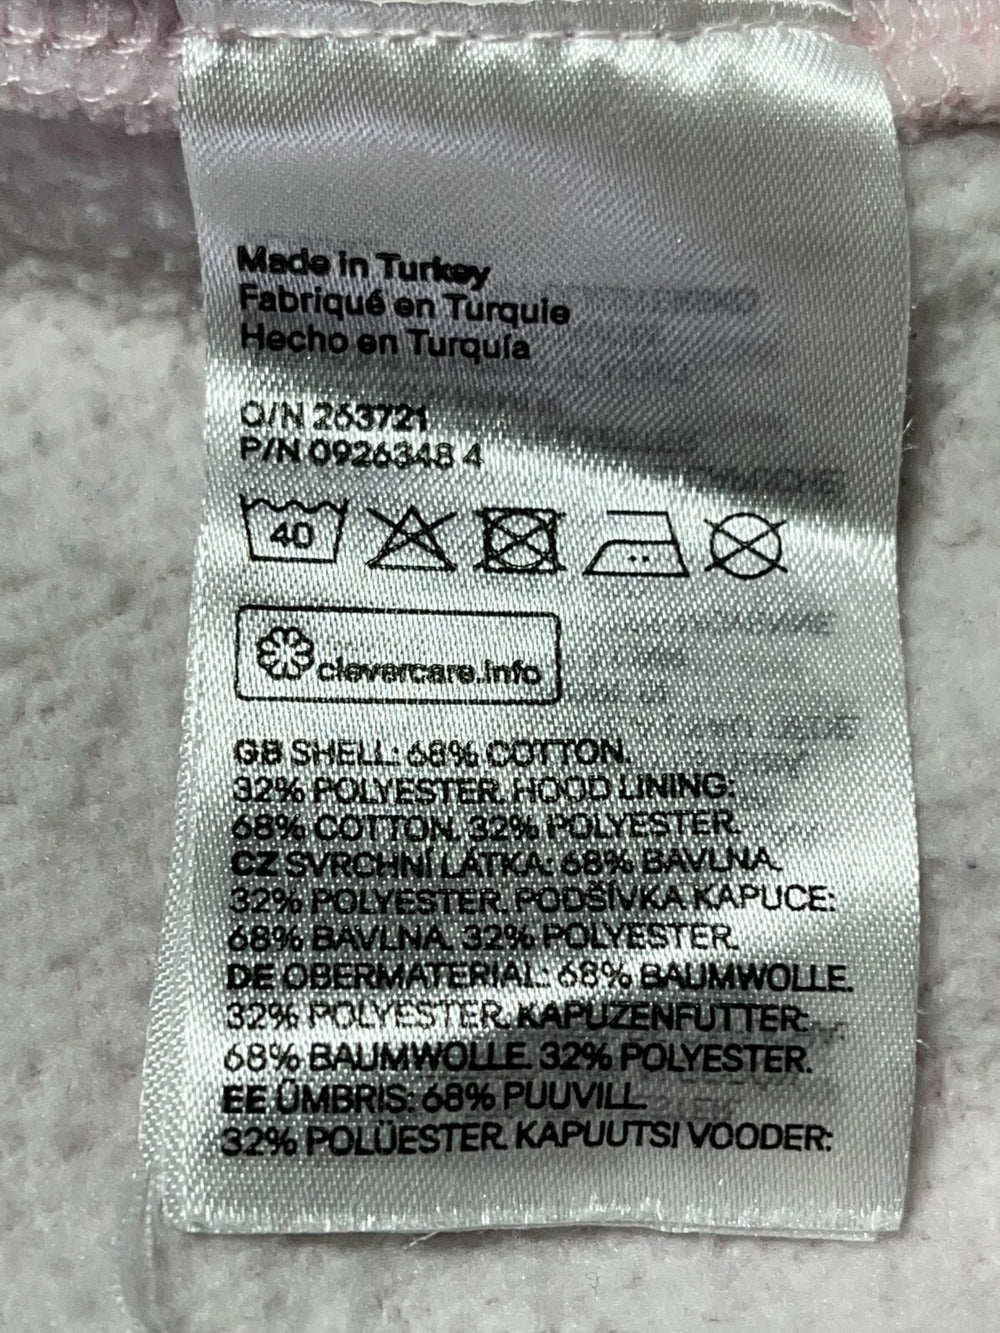 Made in Turkey
Fabriqué en Turquie
Hecho en Turquía
O/N 263721
P/N 0926348 4
40
clevercare.info
GB SHELL: 68% COTTON.
32% POLYESTER. HOOD LINING:
68% COTTON. 32% POLYESTER.
CZ SVRCHNÍ LÁTKA: 68% BAVLNA.
32% POLYESTER. PODŠÍVKA KAPUCE:
68% BAVLNA. 32% POLYESTER.
DE OBERMATERIAL: 68% BAUMWOLLE.
32% POLYESTER. KAPUZENFUTTER:
68% BAUMWOLLE. 32% POLYESTER.
EE ÜMBRIS: 68% PUUVILL.
32% POLÜESTER. KAPUUTSI VOODER: